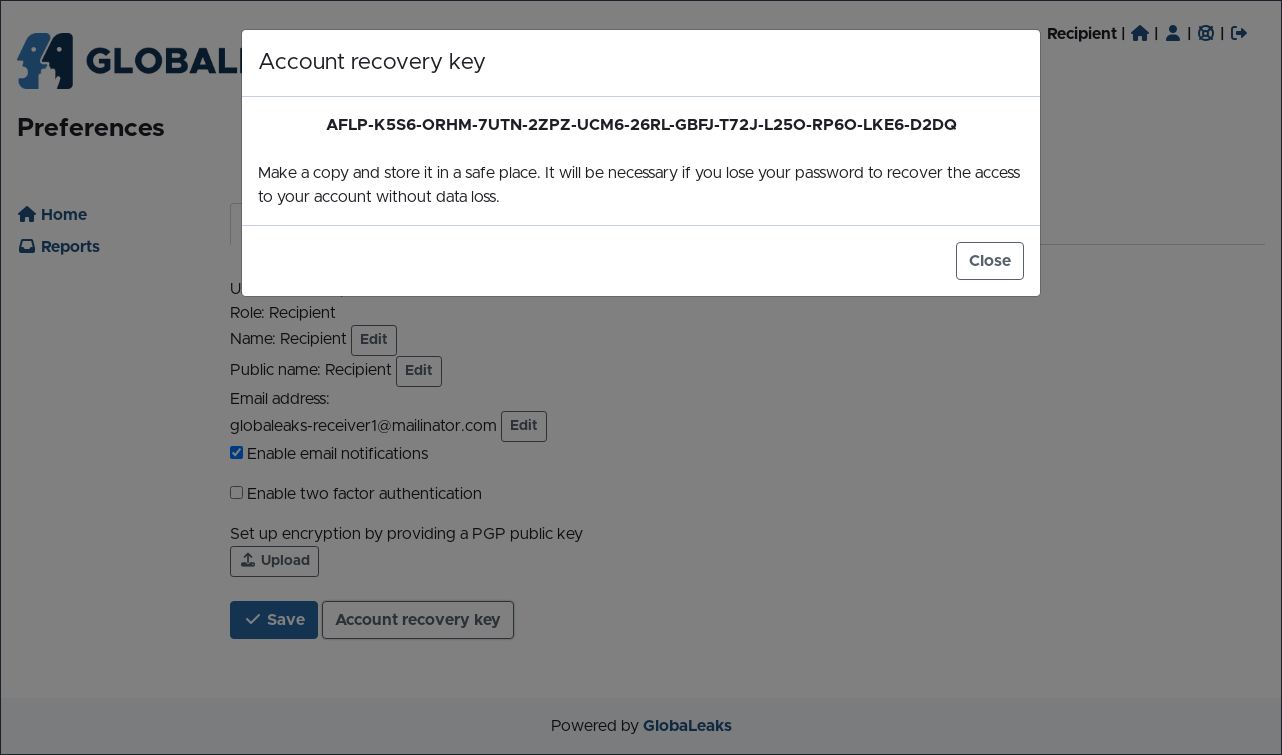 GLOBAL
Recipient | | | |
Account recovery key
AFLP-K5S6-ORHM-7UTN-2ZPZ-UCM6-26RL-GBFJ-T72J-L25O-RP6O-LKE6-D2DQ
Make a copy and store it in a safe place. It will be necessary if you lose your password to recover the access
to your account without data loss.
Close
Preferences
Home
Reports
Role: Recipient
Name: Recipient Edit
Public name: Recipient Edit
Email address:
globaleaks-receiver1@mailinator.com Edit
Enable email notifications
Enable two factor authentication
Set up encryption by providing a PGP public key
Upload
Save Account recovery key
Powered by GlobaLeaks